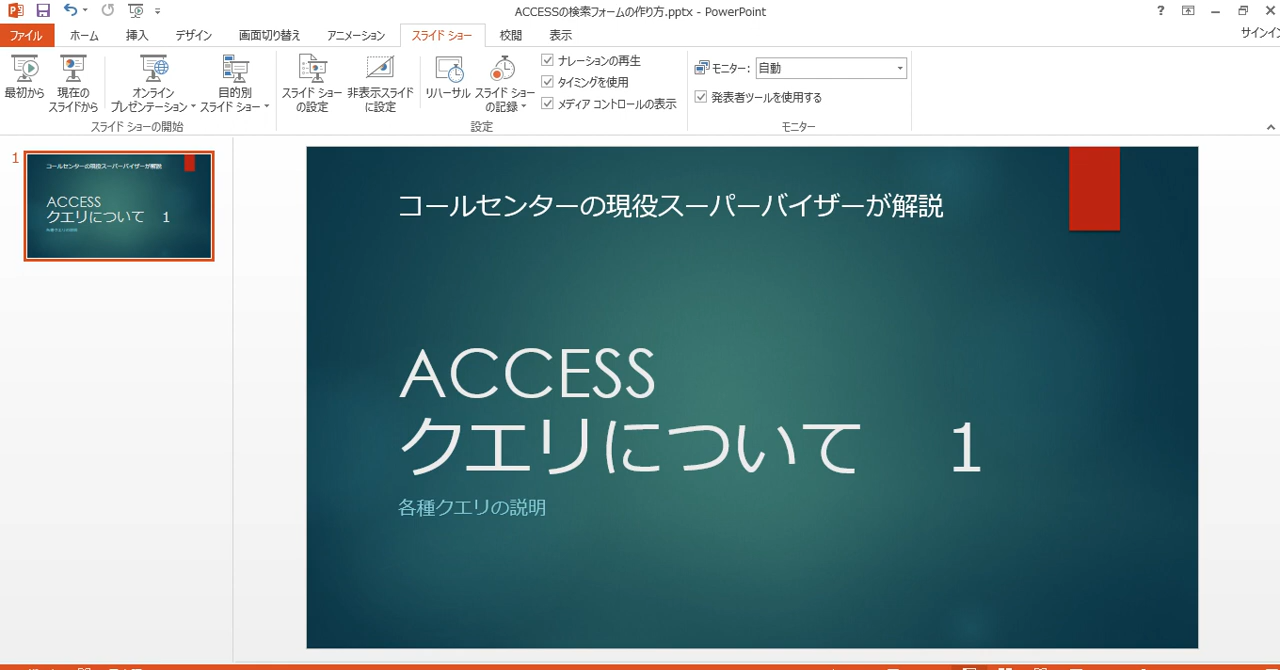 ACCESSの検索フォームの作り方.pptx - PowerPoint
?
サインイン
ファイル ホーム 挿入 デザイン 画面切り替え アニメーション スライド ショー 校閲 表示
最初から
現在の
スライドから
オンライン
プレゼンテーション
目的別
スライド ショー
スライド ショーの開始
スライド ショー
の設定
非表示スライド
に設定
リハーサル
スライド ショー
の記録
ナレーションの再生
タイミングを使用
メディア コントロールの表示
設定
モニター: 自動
発表者ツールを使用する
モニター
1
コールセンターの現役スーパーバイザーが解説
ACCESS
クエリについて 1
各種クエリの説明
コールセンターの現役スーパーバイザーが解説
ACCESS
クエリについて 1
各種クエリの説明